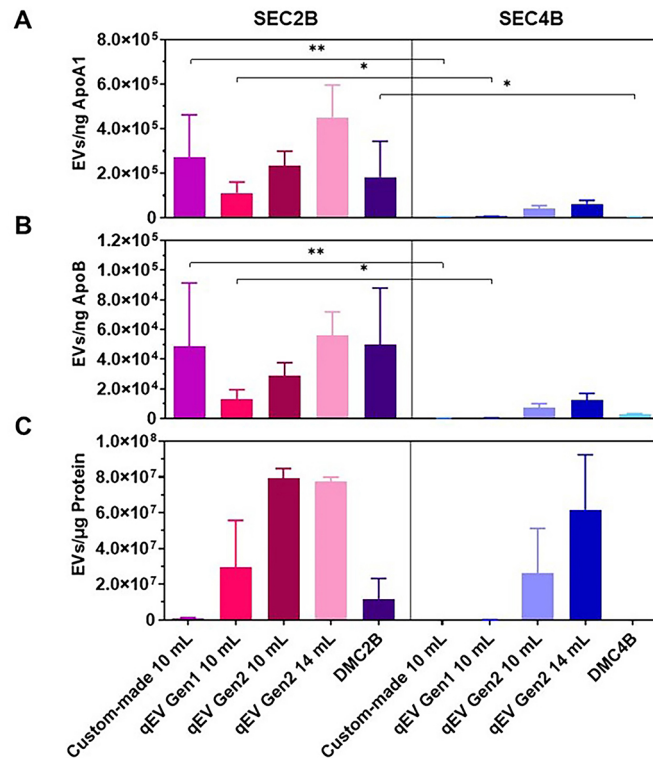 A
SEC2B SEC4B
EVs/ng ApoA1
8.0×10⁵
6.0×10⁵
4.0×10⁵
2.0×10⁵
0
** 
*
*
B
EVs/ng ApoB
1.2×10⁵
1.0×10⁵
8.0×10⁴
6.0×10⁴
4.0×10⁴
2.0×10⁴
0
**
*
C
EVs/µg Protein
1.0×10⁸
8.0×10⁷
6.0×10⁷
4.0×10⁷
2.0×10⁷
0
Custom-made 10 mL
qEV Gen1 10 mL
qEV Gen2 10 mL
qEV Gen2 14 mL
DMC2B
Custom-made 10 mL
qEV Gen1 10 mL
qEV Gen2 10 mL
qEV Gen2 14 mL
DMC4B